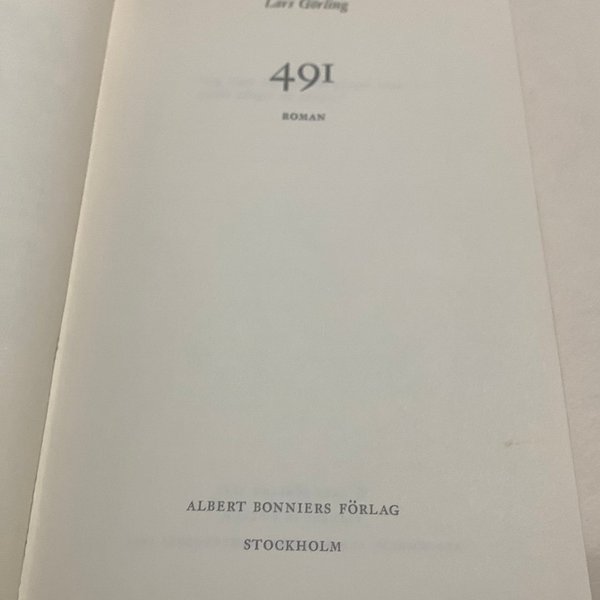 Lars Görling
491
ROMAN
ALBERT BONNIERS FÖRLAG
STOCKHOLM